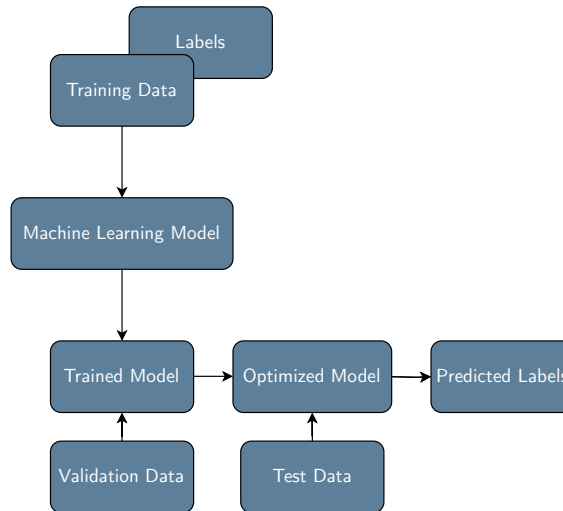 Labels
Training Data
Machine Learning Model
Trained Model
Optimized Model
Predicted Labels
Validation Data
Test Data